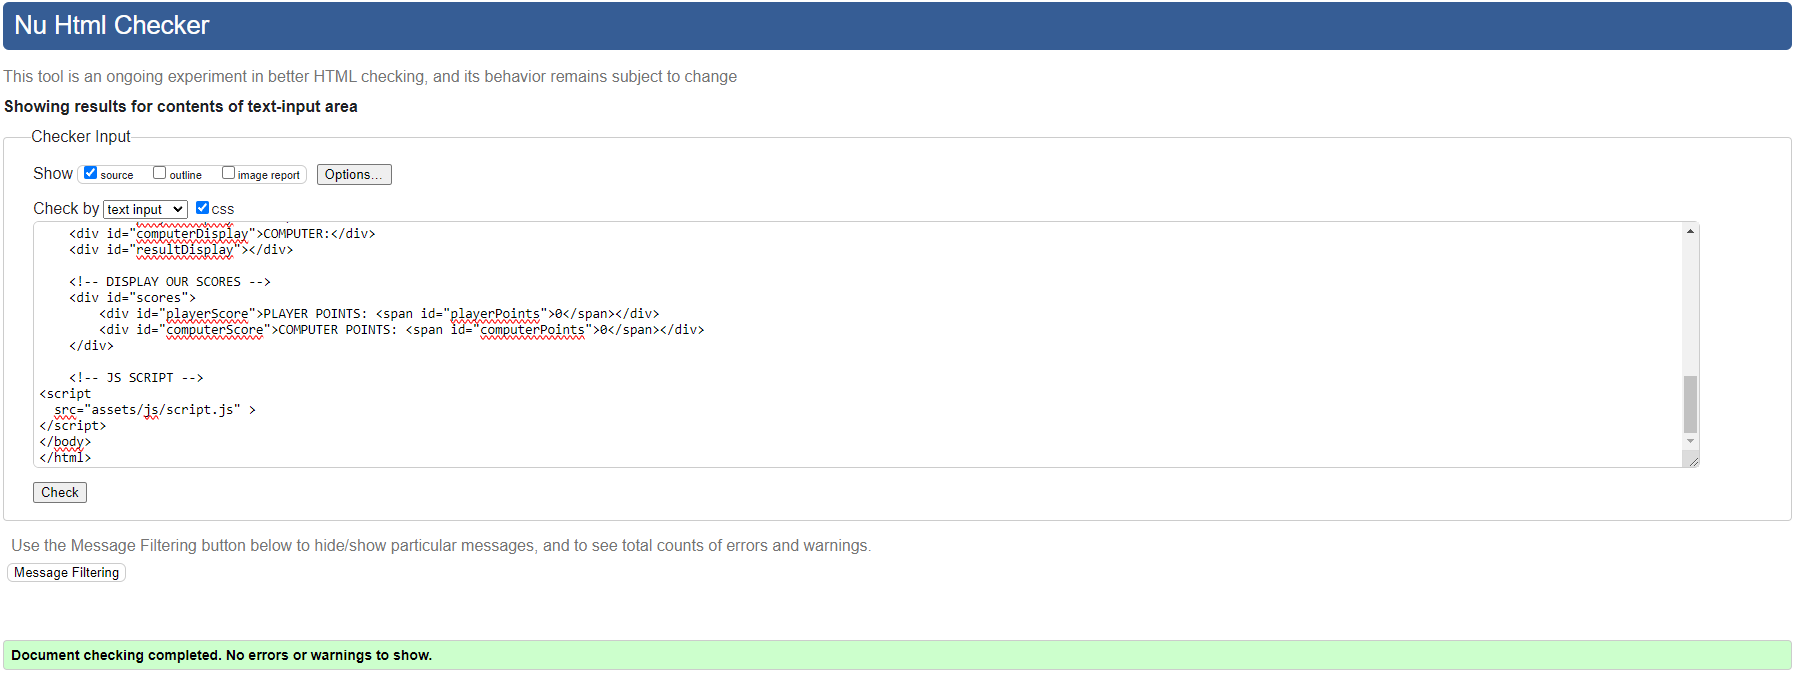 Nu Html Checker
This tool is an ongoing experiment in better HTML checking, and its behavior remains subject to change
Showing results for contents of text-input area
Checker Input
Show source outline image report Options...
Check by text input css
<div id="computerDisplay">COMPUTER:</div>
<div id="resultDisplay"></div>
<!-- DISPLAY OUR SCORES -->
<div id="scores">
<div id="playerScore">PLAYER POINTS: <span id="playerPoints">0</span></div>
<div id="computerScore">COMPUTER POINTS: <span id="computerPoints">0</span></div>
</div>
<!-- JS SCRIPT -->
<script
src="assets/js/script.js" >
</script>
</body>
</html>
Check
Use the Message Filtering button below to hide/show particular messages, and to see total counts of errors and warnings.
Message Filtering
Document checking completed. No errors or warnings to show.